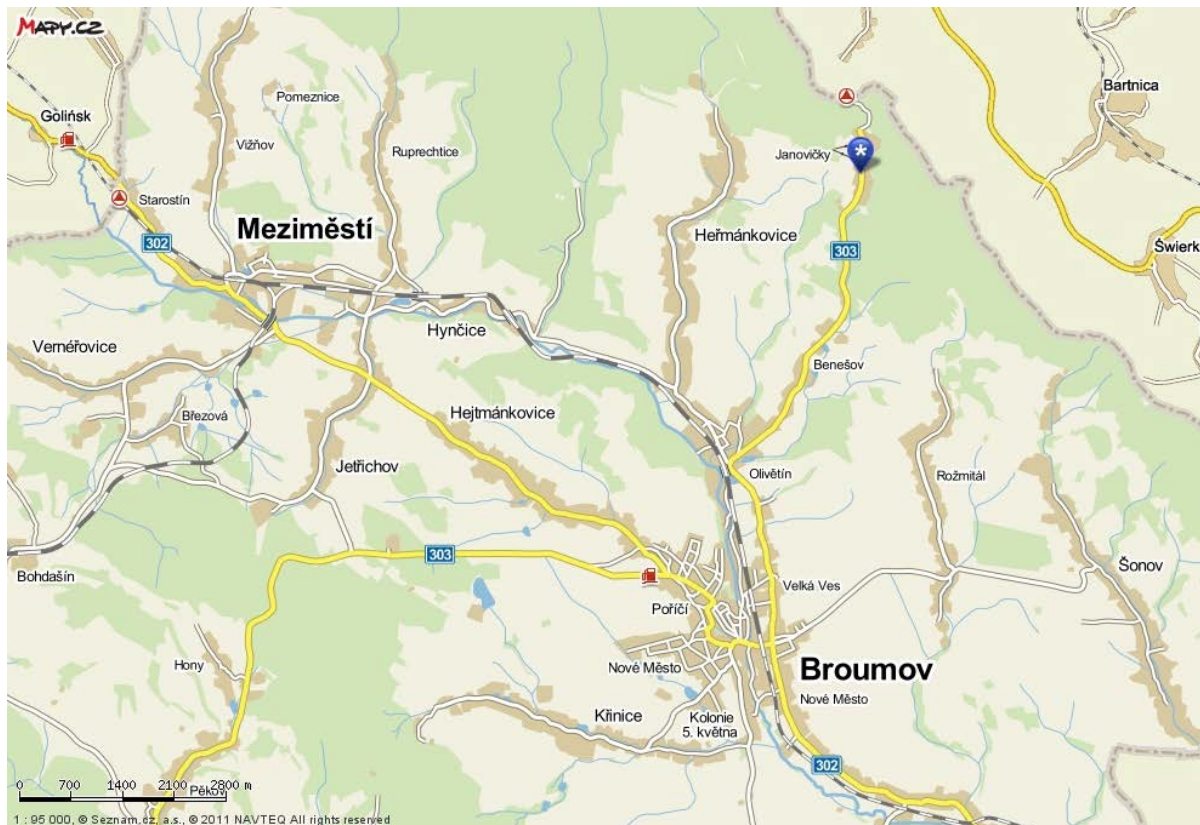 Mapy.cz
Bartnica
Pomeznice
Golińsk
Vižňov
Ruprechtice
Janovičky
Starostín
Meziměstí
Heřmánkovice
302
303
Świerk
Hynčice
Vernéřovice
Benešov
Hejtmánkovice
Březová
Jetřichov
Olivětín
Rožmitál
303
Bohdašín
Šonov
Velká Ves
Poříčí
Hony
Nové Město
Broumov
Nové Město
Křinice
Kolonie
5. května
302
0 700 1400 2100 2800 m
Pěkov
1 : 95 000, © Seznam.cz, a.s., © 2011 NAVTEQ All rights reserved